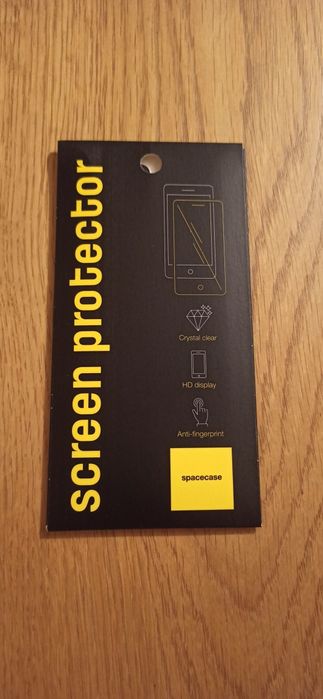 screen protector
Crystal clear
HD display
Anti-fingerprint
spacecase